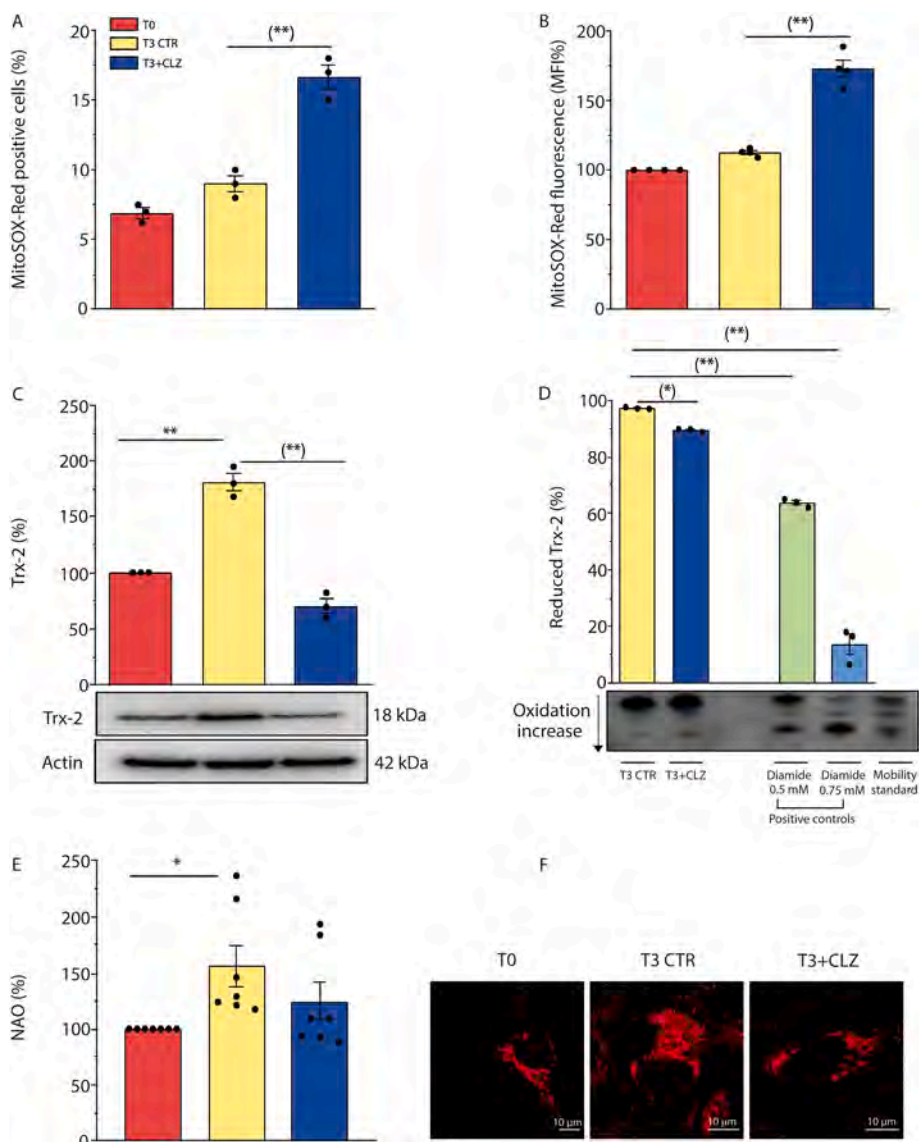 A
MitoSOX-Red positive cells (%)
20
15
10
5
0
T0
T3 CTR
T3+CLZ
(**)
B
MitoSOX-Red fluorescence (MFI%)
200
150
100
50
0
(**)
C
Trx-2 (%)
250
200
150
100
50
0
**
(**)
Trx-2
18 kDa
Actin
42 kDa
D
Reduced Trx-2 (%)
100
80
60
40
20
0
(**)
(**)
(*)
Oxidation
increase
T3 CTR
T3+CLZ
Diamide
0.5 mM
Diamide
0.75 mM
Mobility
standard
Positive controls
E
NAO (%)
250
200
150
100
50
0
*
F
T0
T3 CTR
T3+CLZ
10 µm
10 µm
10 µm